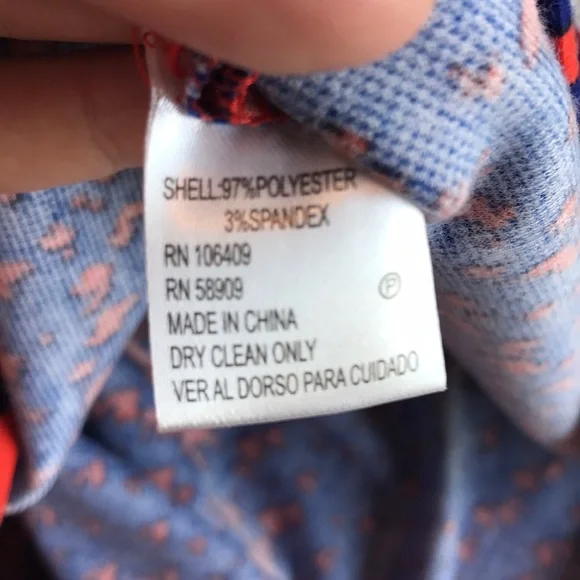 SHELL:97%POLYESTER
3%SPANDEX
RN 106409
RN 58909
P
MADE IN CHINA
DRY CLEAN ONLY
VER AL DORSO PARA CUIDADO